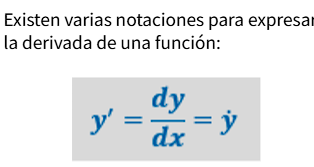 Existen varias notaciones para expresar
la derivada de una función:
y' = dy/dx = ẏ